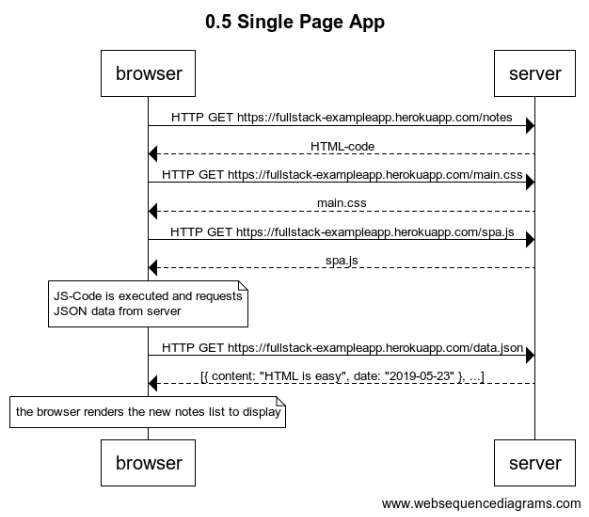 0.5 Single Page App
browser
server
HTTP GET https://fullstack-exampleapp.herokuapp.com/notes
HTML-code
HTTP GET https://fullstack-exampleapp.herokuapp.com/main.css
main.css
HTTP GET https://fullstack-exampleapp.herokuapp.com/spa.js
spa.js
JS-Code is executed and requests
JSON data from server
HTTP GET https://fullstack-exampleapp.herokuapp.com/data.json
[{ content: "HTML is easy", date: "2019-05-23" }, ...]
the browser renders the new notes list to display
browser
server
www.websequencediagrams.com